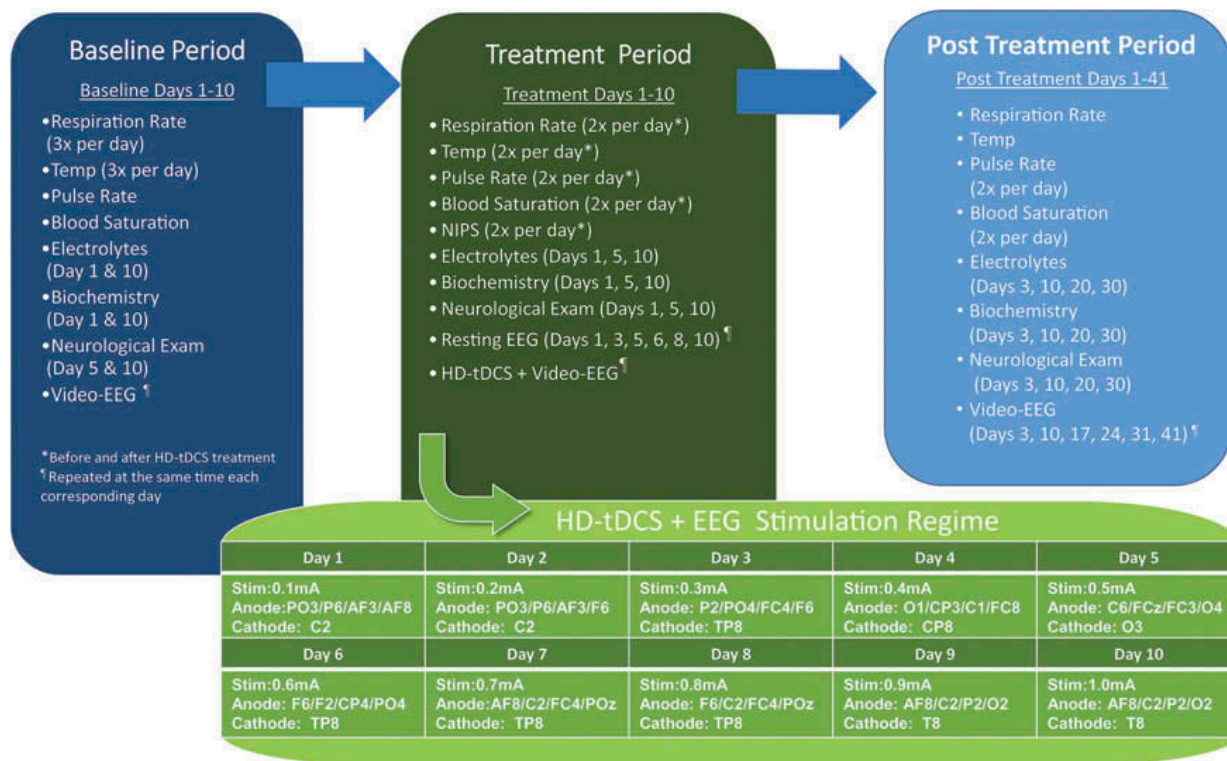 Baseline Period
Baseline Days 1-10
•Respiration Rate
(3x per day)
•Temp (3x per day)
•Pulse Rate
•Blood Saturation
•Electrolytes
(Day 1 & 10)
•Biochemistry
(Day 1 & 10)
•Neurological Exam
(Day 5 & 10)
•Video-EEG ¶
*Before and after HD-tDCS treatment
¶ Repeated at the same time each
corresponding day
Treatment Period
Treatment Days 1-10
•Respiration Rate (2x per day*)
•Temp (2x per day*)
•Pulse Rate (2x per day*)
•Blood Saturation (2x per day*)
•NIPS (2x per day*)
•Electrolytes (Days 1, 5, 10)
•Biochemistry (Days 1, 5, 10)
•Neurological Exam (Days 1, 5, 10)
•Resting EEG (Days 1, 3, 5, 6, 8, 10) ¶
•HD-tDCS + Video-EEG¶
Post Treatment Period
Post Treatment Days 1-41
• Respiration Rate
• Temp
• Pulse Rate
(2x per day)
• Blood Saturation
(2x per day)
• Electrolytes
(Days 3, 10, 20, 30)
• Biochemistry
(Days 3, 10, 20, 30)
• Neurological Exam
(Days 3, 10, 20, 30)
• Video-EEG
(Days 3, 10, 17, 24, 31, 41) ¶
HD-tDCS + EEG Stimulation Regime
Day 1 Day 2 Day 3 Day 4 Day 5
Stim:0.1mA Stim:0.2mA Stim:0.3mA Stim:0.4mA Stim:0.5mA
Anode:PO3/P6/AF3/AF8 Anode: PO3/P6/AF3/F6 Anode: P2/PO4/FC4/F6 Anode: O1/CP3/C1/FC8 Anode: C6/FCz/FC3/O4
Cathode: C2 Cathode: C2 Cathode: TP8 Cathode: CP8 Cathode: O3
Day 6 Day 7 Day 8 Day 9 Day 10
Stim:0.6mA Stim:0.7mA Stim:0.8mA Stim:0.9mA Stim:1.0mA
Anode: F6/F2/CP4/PO4 Anode:AF8/C2/FC4/POz Anode: F6/C2/FC4/POz Anode: AF8/C2/P2/O2 Anode: AF8/C2/P2/O2
Cathode: TP8 Cathode: TP8 Cathode: TP8 Cathode: T8 Cathode: T8